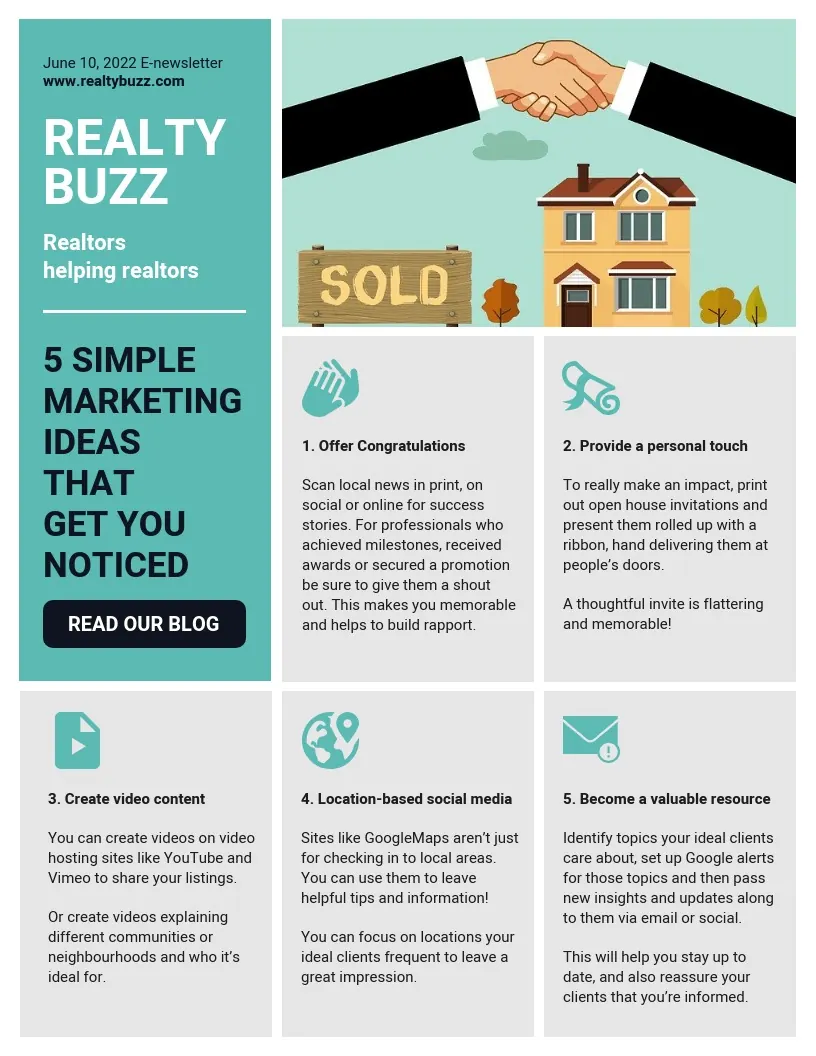 June 10, 2022 E-newsletter
www.realtybuzz.com
REALTY
BUZZ
Realtors
helping realtors
5 SIMPLE
MARKETING
IDEAS
THAT
GET YOU
NOTICED
READ OUR BLOG
SOLD
1. Offer Congratulations
Scan local news in print, on
social or online for success
stories. For professionals who
achieved milestones, received
awards or secured a promotion
be sure to give them a shout
out. This makes you memorable
and helps to build rapport.
2. Provide a personal touch
To really make an impact, print
out open house invitations and
present them rolled up with a
ribbon, hand delivering them at
people’s doors.
A thoughtful invite is flattering
and memorable!
3. Create video content
You can create videos on video
hosting sites like YouTube and
Vimeo to share your listings.
Or create videos explaining
different communities or
neighbourhoods and who it’s
ideal for.
4. Location-based social media
Sites like GoogleMaps aren’t just
for checking in to local areas.
You can use them to leave
helpful tips and information!
You can focus on locations your
ideal clients frequent to leave a
great impression.
5. Become a valuable resource
Identify topics your ideal clients
care about, set up Google alerts
for those topics and then pass
new insights and updates along
to them via email or social.
This will help you stay up to
date, and also reassure your
clients that you’re informed.